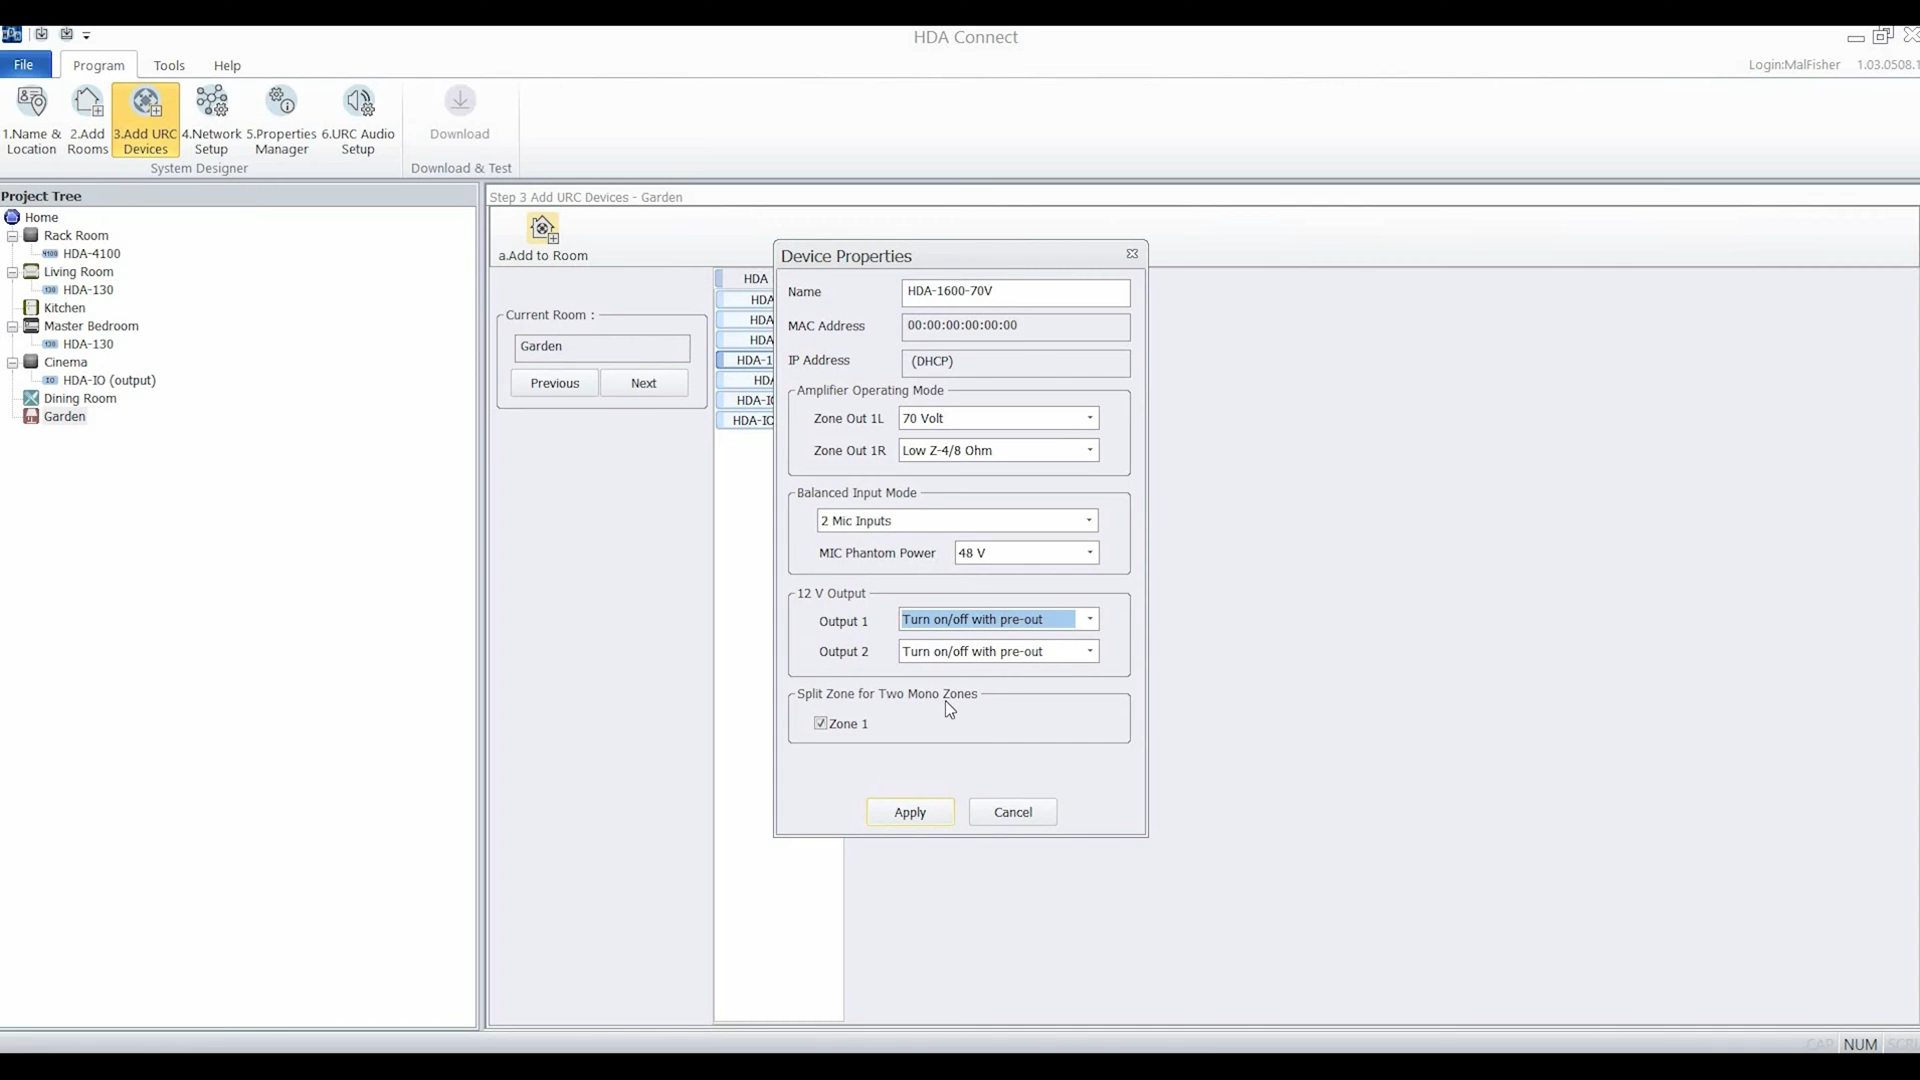 HDA Connect
File
Program
Tools
Help
Login:MalFisher
1.03.0508.1
1.Name &
Location
2.Add
Rooms
3.Add URC
Devices
4.Network
Setup
5.Properties
Manager
6.URC Audio
Setup
Download
System Designer
Download & Test
Project Tree
Home
Rack Room
4100 HDA-4100
Living Room
130 HDA-130
Kitchen
Master Bedroom
130 HDA-130
Cinema
IO HDA-IO (output)
Dining Room
Garden
Step 3 Add URC Devices - Garden
a.Add to Room
Current Room :
Garden
Previous
Next
HDA
HDA
HDA
HDA
HDA-1
HDA
HDA-IO
HDA-IO
Device Properties
Name
HDA-1600-70V
MAC Address
00:00:00:00:00:00
IP Address
(DHCP)
Amplifier Operating Mode
Zone Out 1L
70 Volt
Zone Out 1R
Low Z-4/8 Ohm
Balanced Input Mode
2 Mic Inputs
MIC Phantom Power
48 V
12 V Output
Output 1
Turn on/off with pre-out
Output 2
Turn on/off with pre-out
Split Zone for Two Mono Zones
Zone 1
Apply
Cancel
CAP NUM SCRL